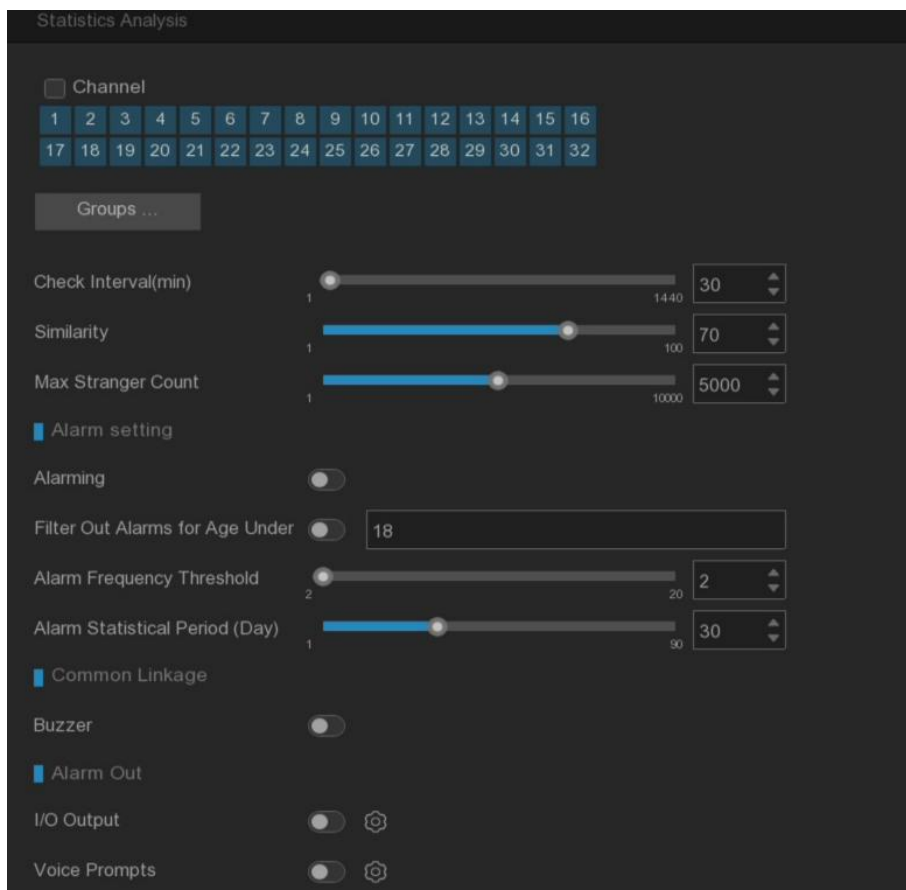 Statistics Analysis
Channel
1 2 3 4 5 6 7 8 9 10 11 12 13 14 15 16
17 18 19 20 21 22 23 24 25 26 27 28 29 30 31 32
Groups ...
Check Interval(min) 1 1440 30
Similarity 1 100 70
Max Stranger Count 1 10000 5000
Alarm setting
Alarming
Filter Out Alarms for Age Under 18
Alarm Frequency Threshold 2 20 2
Alarm Statistical Period (Day) 1 90 30
Common Linkage
Buzzer
Alarm Out
I/O Output
Voice Prompts